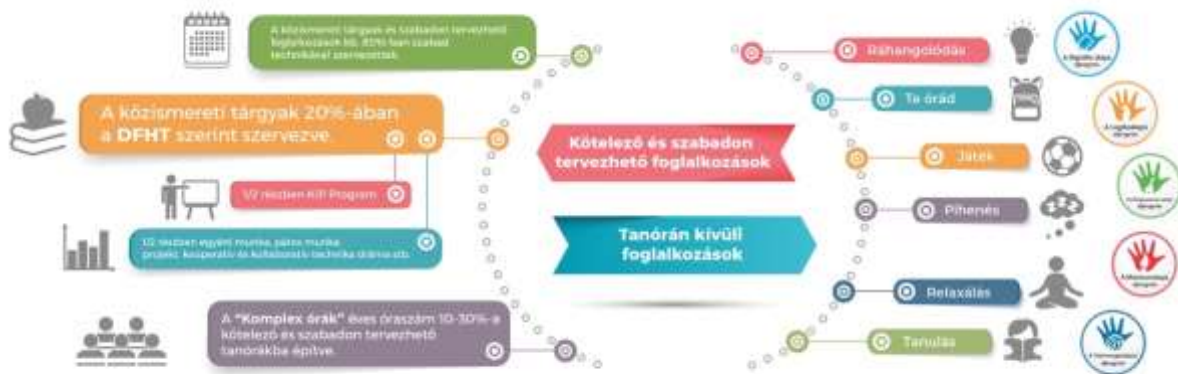 A közismereti tárgyak és szabadon tervezhető
foglalkozások kb. 80%-ban szabad
technikával szervezettek.
A közismereti tárgyak 20%-ában
a DFHT szerint szervezve.
1/2 részben KIP Program
1/2 részben egyéni munka, páros munka
projekt, kooperatív és kollaboratív technika dráma stb.
A "Komplex órák" éves óraszám 10-30%-a
kötelező és szabadon tervezhető
tanórákba építve.
Kötelező és szabadon
tervezhető foglalkozások
Tanórán kívüli
foglalkozások
Ráhangolódás
Te órád
Játék
Pihenés
Relaxálás
Tanulás